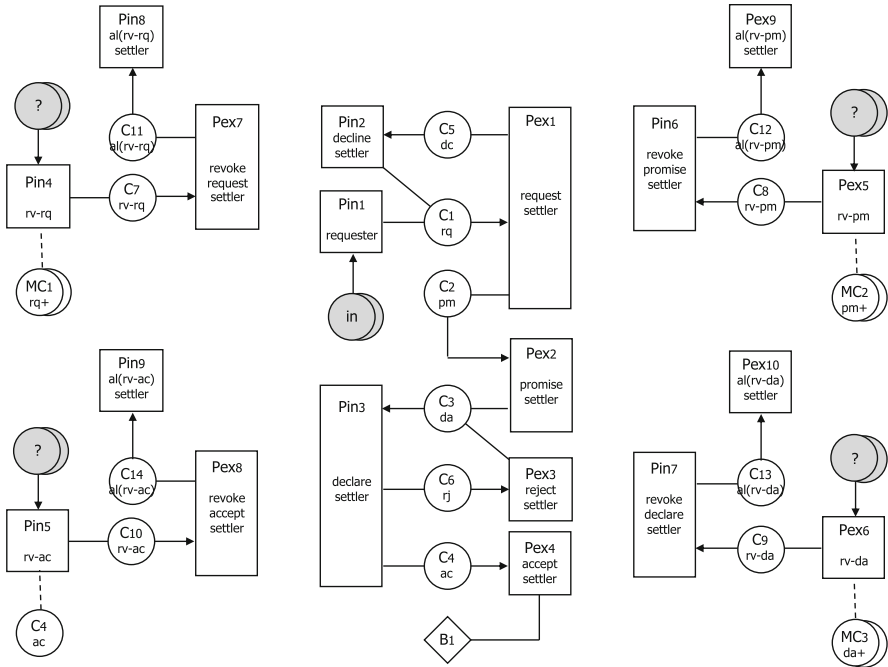 Pin8
al(rv-rq)
settler
?
C11
al(rv-rq)
Pex7
revoke
request
settler
Pin4
rv-rq
C7
rv-rq
MC1
rq+
Pin2
decline
settler
C5
dc
Pex1
request
settler
Pin1
requester
C1
rq
C2
pm
in
Pex2
promise
settler
Pin3
declare
settler
C3
da
C6
rj
Pex3
reject
settler
C4
ac
Pex4
accept
settler
B1
Pex9
al(rv-pm)
settler
?
Pin6
revoke
promise
settler
C12
al(rv-pm)
C8
rv-pm
Pex5
rv-pm
MC2
pm+
Pin9
al(rv-ac)
settler
?
C14
al(rv-ac)
Pex8
revoke
accept
settler
Pin5
rv-ac
C10
rv-ac
C4
ac
Pex10
al(rv-da)
settler
?
Pin7
revoke
declare
settler
C13
al(rv-da)
C9
rv-da
Pex6
rv-da
MC3
da+